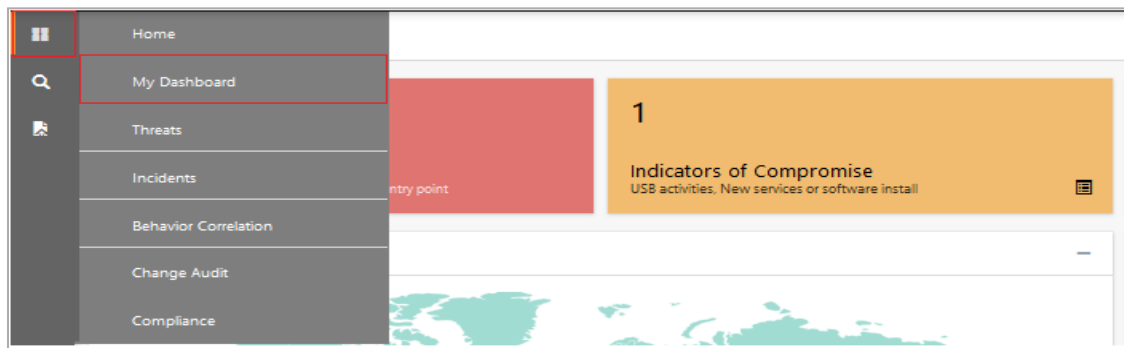 Home
My Dashboard
Threats
Incidents
Behavior Correlation
Change Audit
Compliance
ntry point
1
Indicators of Compromise
USB activities, New services or software install